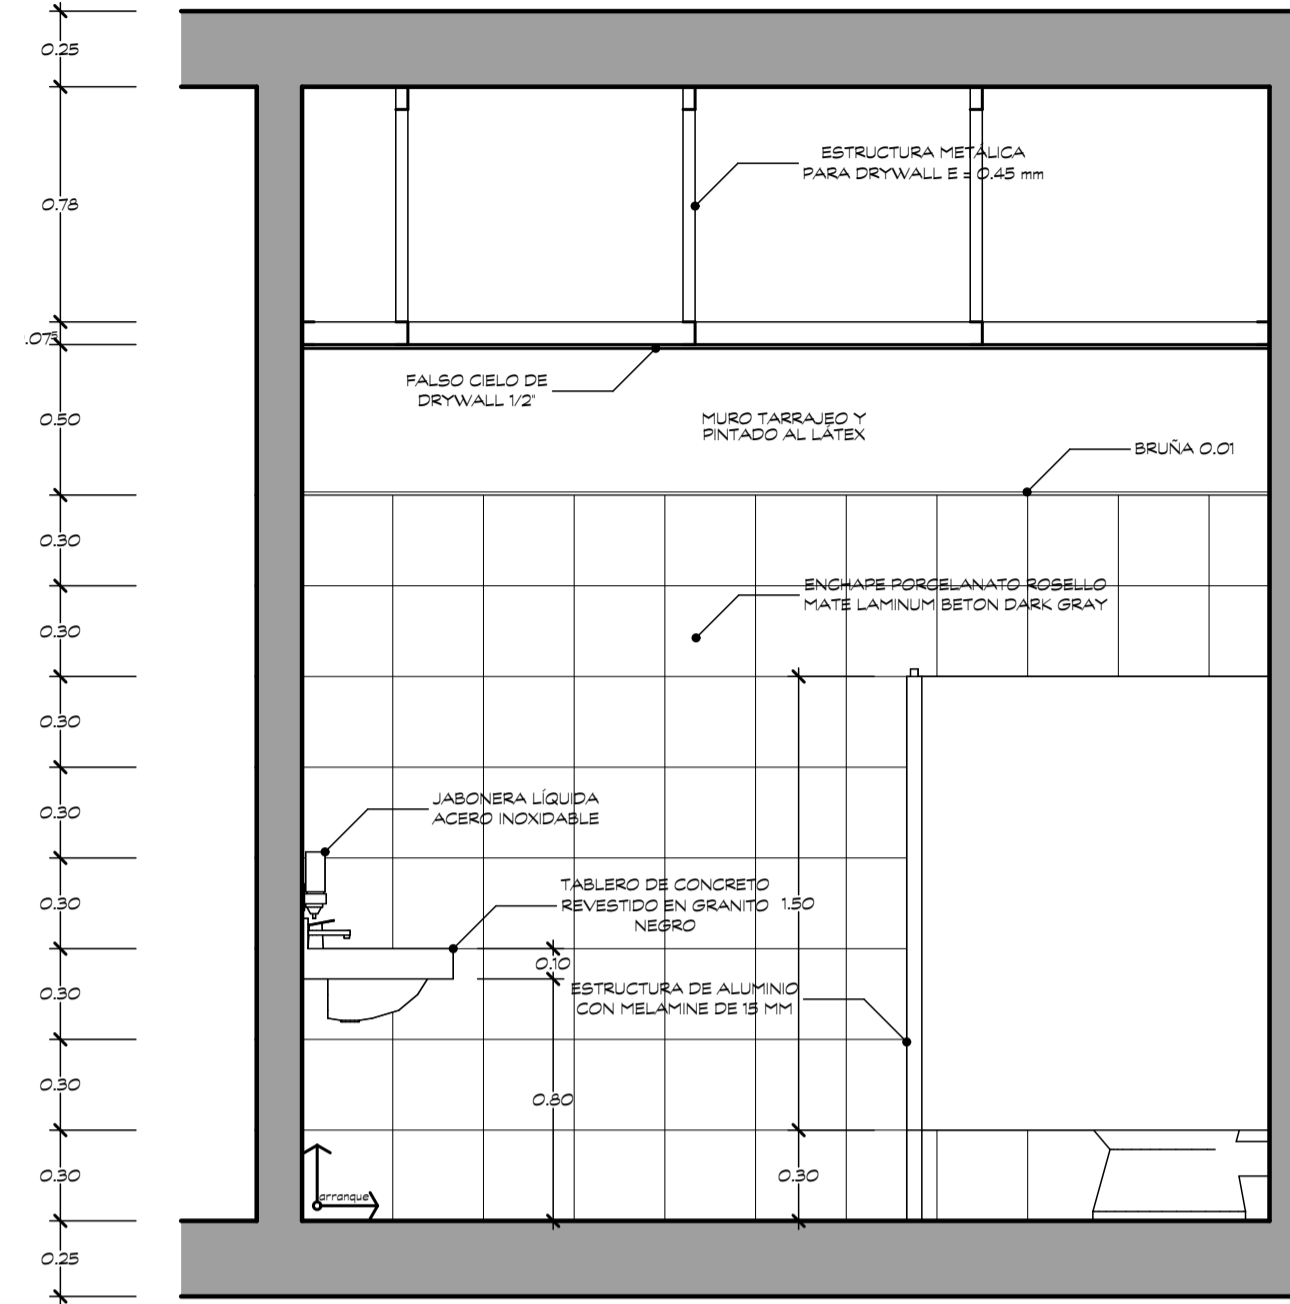 0.25
0.78
ESTRUCTURA METÁLICA
PARA DRYWALL E = 0.45 mm
.075
FALSO CIELO DE
DRYWALL 1/2"
0.50
MURO TARRAJEO Y
PINTADO AL LÁTEX
BRUÑA 0.01
0.30
ENCHAPE PORCELANATO ROSELLO
MATE LAMINUM BETON DARK GRAY
0.30
0.30
JABONERA LÍQUIDA
ACERO INOXIDABLE
0.30
TABLERO DE CONCRETO
REVESTIDO EN GRANITO
NEGRO
1.50
0.30
0.10
ESTRUCTURA DE ALUMINIO
CON MELAMINE DE 15 MM
0.30
0.80
0.30
0.30
arranque
0.30
0.25